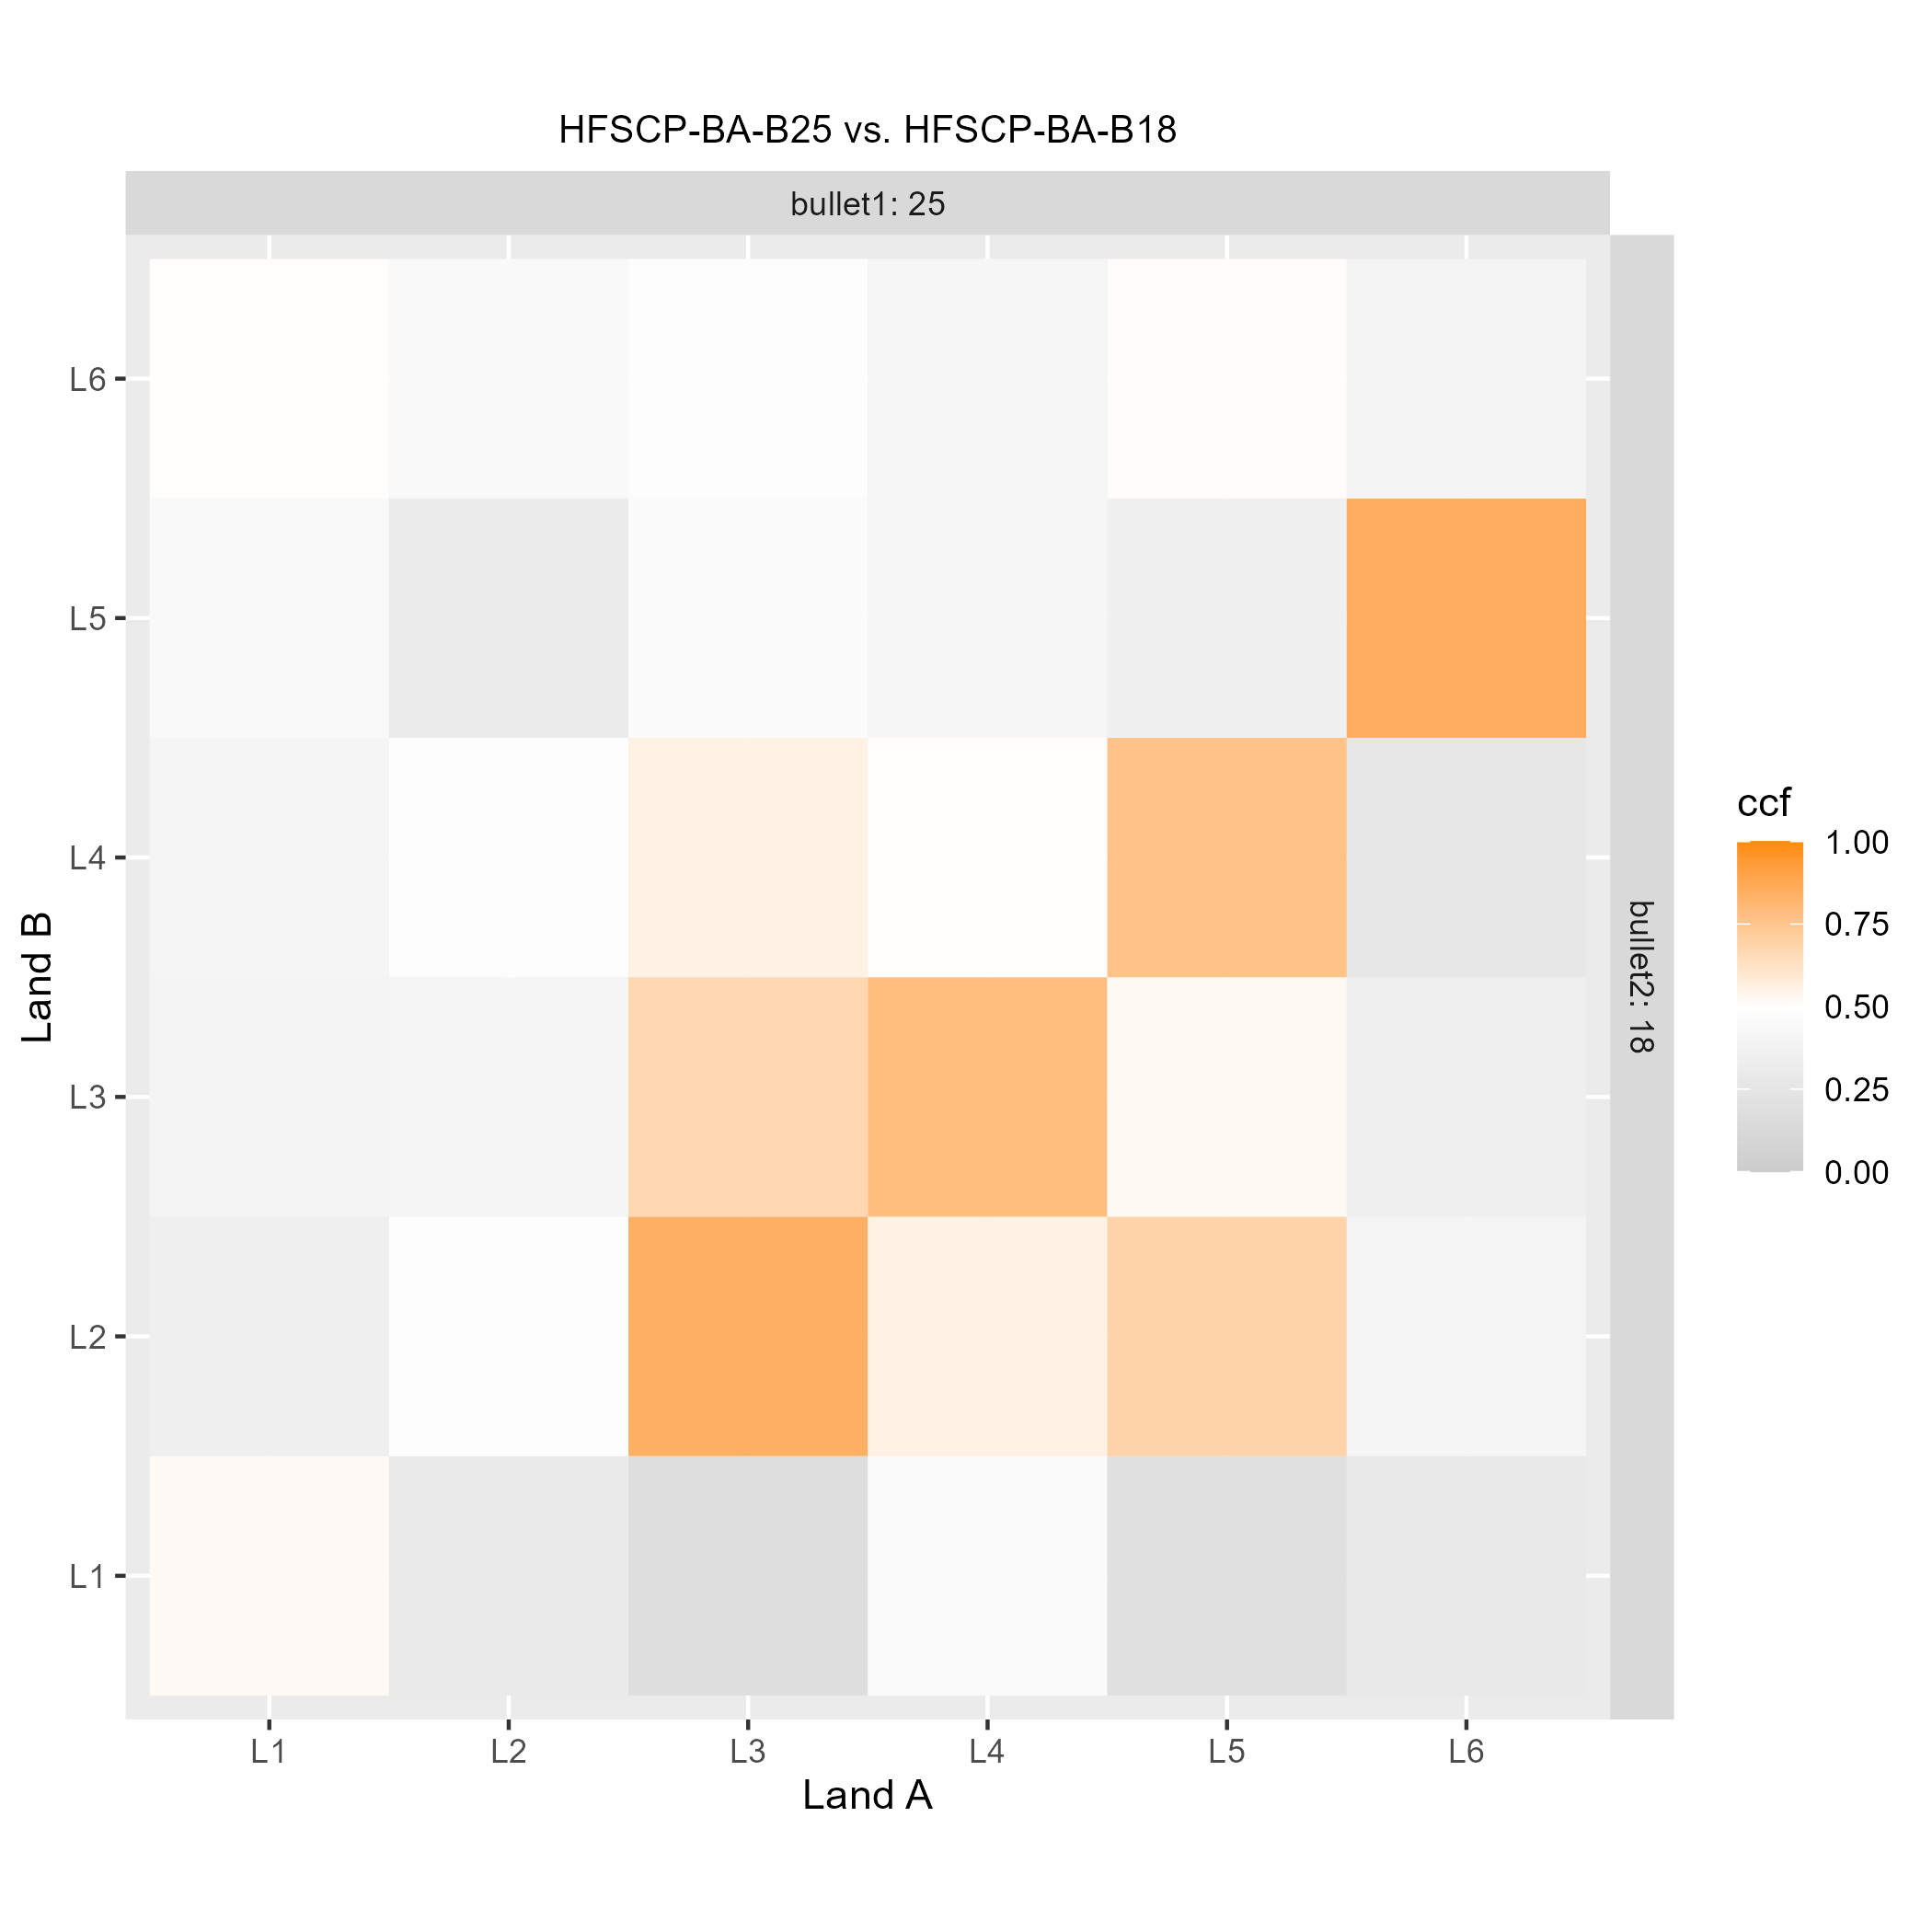 HFSCP-BA-B25 vs. HFSCP-BA-B18
bullet1: 25
L6
L5
L4
L3
L2
L1
Land B
bullet2: 18
L1
L2
L3
L4
L5
L6
Land A
ccf
1.00
0.75
0.50
0.25
0.00